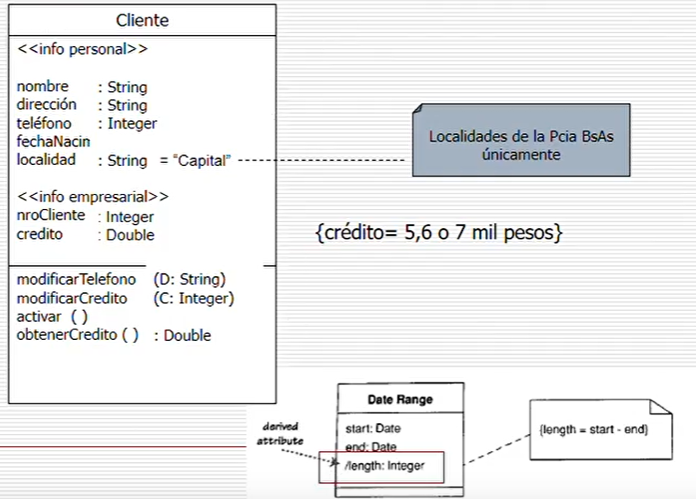 Cliente
<<info personal>>
nombre : String
dirección : String
teléfono : Integer
fechaNacin
localidad : String = "Capital"
<<info empresarial>>
nroCliente : Integer
credito : Double
modificarTelefono (D: String)
modificarCredito (C: Integer)
activar ( )
obtenerCredito ( ) : Double
Localidades de la Pcia BsAs
únicamente
{crédito= 5,6 o 7 mil pesos}
Date Range
start: Date
end: Date
/length: Integer
derived
attribute
{length = start - end}